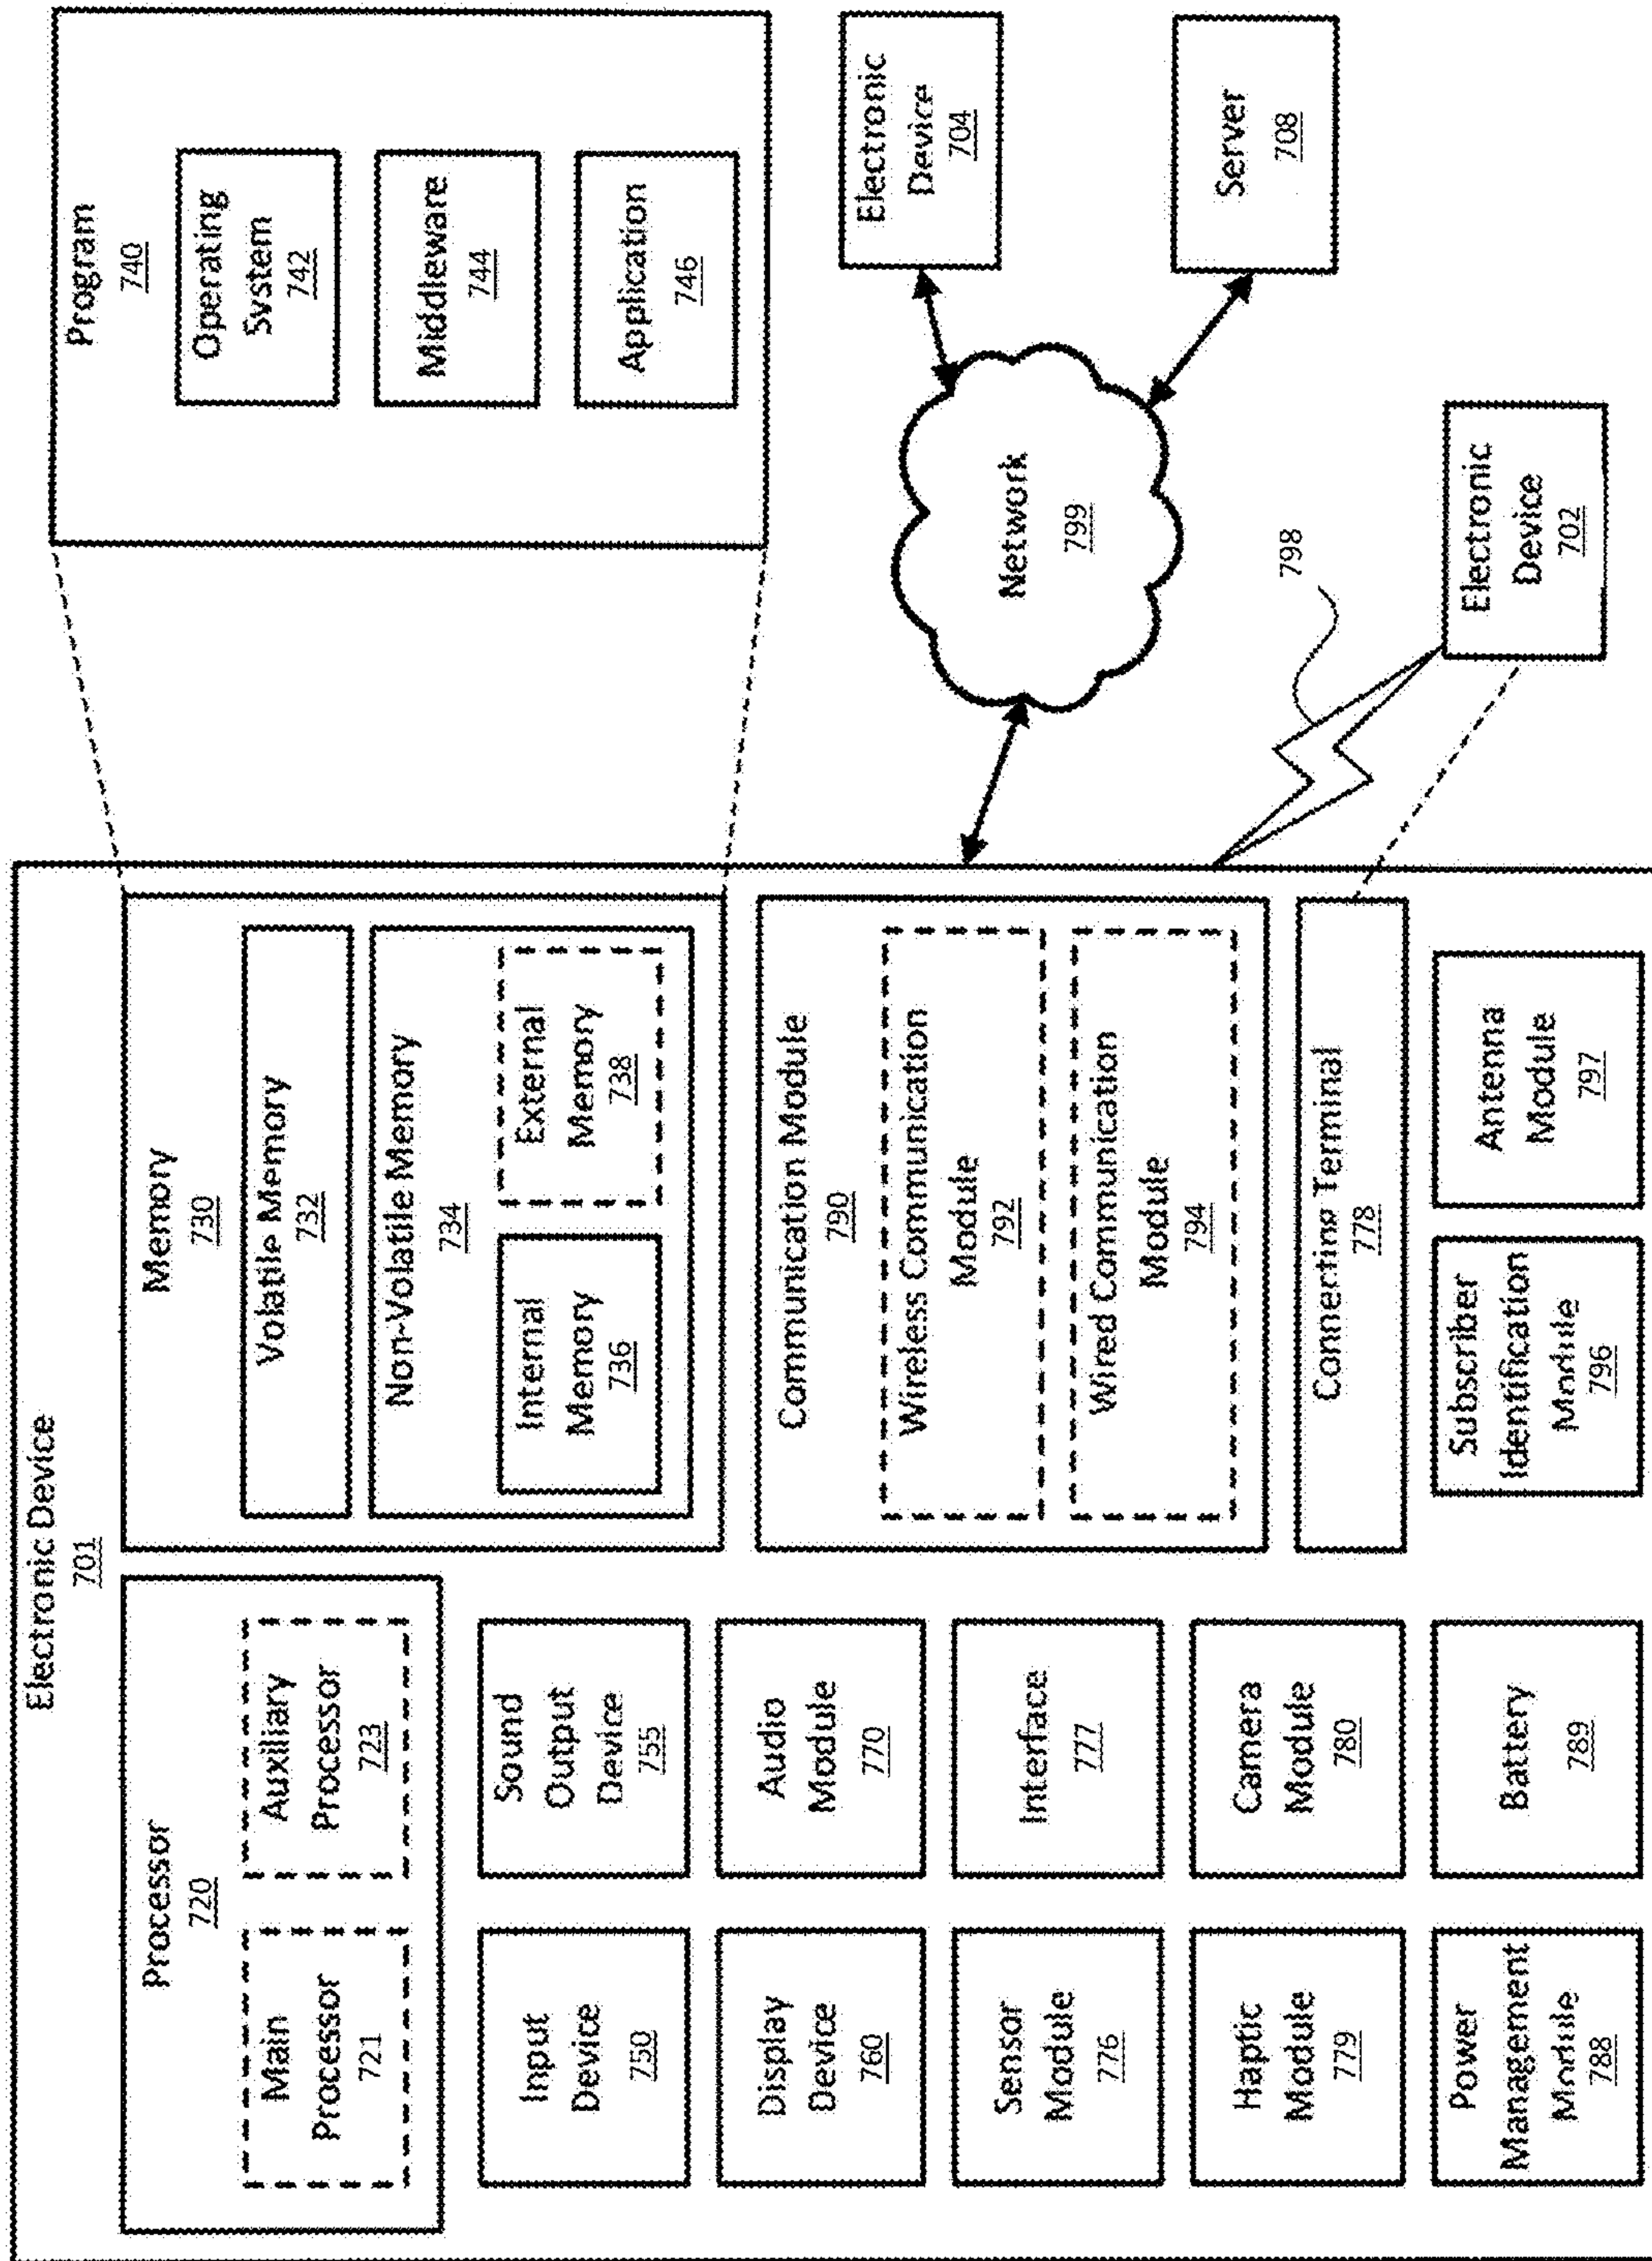 Electronic Device
701
Processor
720
Main
Processor
721
Auxiliary
Processor
723
Input
Device
750
Sound
Output
Device
755
Display
Device
760
Audio
Module
770
Sensor
Module
776
Interface
777
Haptic
Module
779
Camera
Module
780
Power
Management
Module
788
Battery
789
Memory
730
Volatile Memory
732
Non-Volatile Memory
734
Internal
Memory
736
External
Memory
738
Communication Module
790
Wireless Communication
Module
792
Wired Communication
Module
794
Connecting Terminal
778
Subscriber
Identification
Module
796
Antenna
Module
797
Program
740
Operating
System
742
Middleware
744
Application
746
Network
799
Electronic
Device
704
Server
708
798
Electronic
Device
702